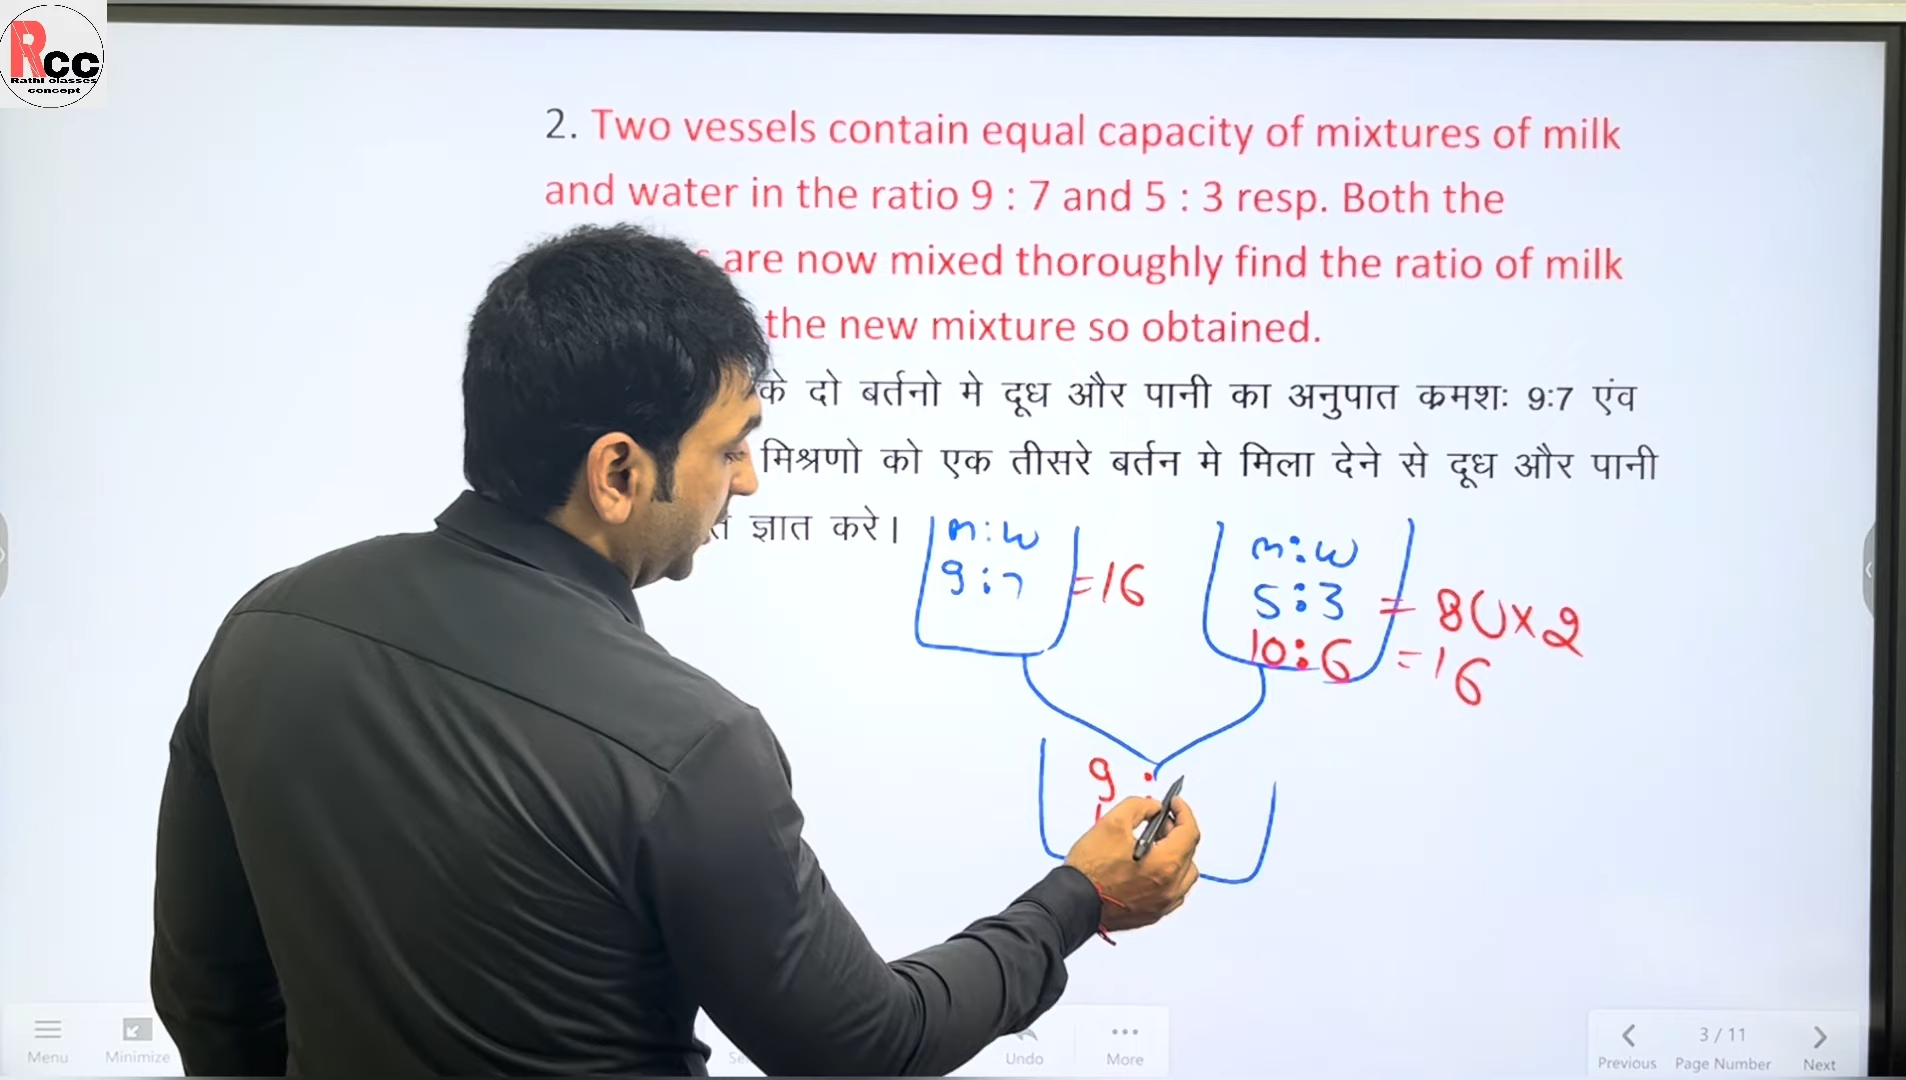 Rcc
Rathi classes
concept
2. Two vessels contain equal capacity of mixtures of milk
and water in the ratio 9 : 7 and 5 : 3 resp. Both the
are now mixed thoroughly find the ratio of milk
the new mixture so obtained.
के दो बर्तनो मे दूध और पानी का अनुपात क्रमशः 9:7 एंव
मिश्रणो को एक तीसरे बर्तन मे मिला देने से दूध और पानी
ज्ञात करे।
m:w
9:7 =16
m:w
5:3 = 8 x2
10:6 =16
9 :
Menu
Minimize
Undo
More
Previous
3 / 11
Page Number
Next